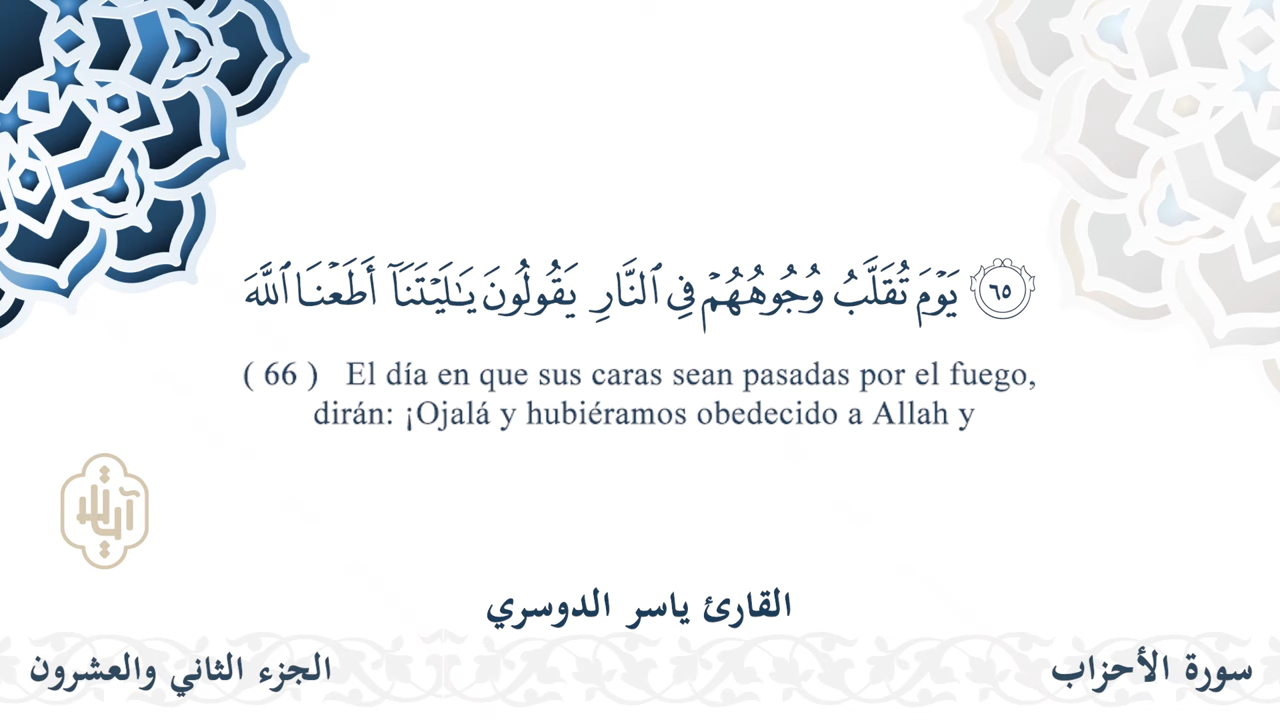 ٦٥ يَوْمَ تُقَلَّبُ وُجُوهُهُمْ فِي ٱلنَّارِ يَقُولُونَ يَـٰلَيْتَنَآ أَطَعْنَا ٱللَّهَ
( 66 ) El día en que sus caras sean pasadas por el fuego,
dirán: ¡Ojalá y hubiéramos obedecido a Allah y
آيات
القارئ ياسر الدوسري
سورة الأحزاب
الجزء الثاني والعشرون